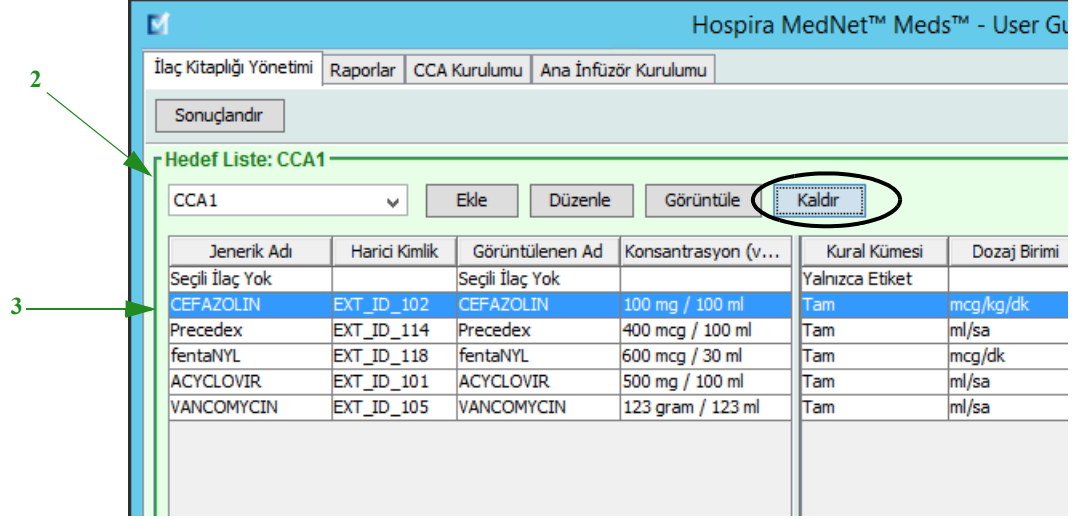 Hospira MedNet™ Meds™ - User Gu
İlaç Kitaplığı Yönetimi Raporlar CCA Kurulumu Ana İnfüzör Kurulumu
2
Sonuçlandır
Hedef Liste: CCA1
CCA1 Ekle Düzenle Görüntüle Kaldır
Jenerik Adı Harici Kimlik Görüntülenen Ad Konsantrasyon (v... Kural Kümesi Dozaj Birimi
Seçili İlaç Yok Seçili İlaç Yok Yalnızca Etiket
3 CEFAZOLIN EXT_ID_102 CEFAZOLIN 100 mg / 100 ml Tam mcg/kg/dk
Precedex EXT_ID_114 Precedex 400 mcg / 100 ml Tam ml/sa
fentaNYL EXT_ID_118 fentaNYL 600 mcg / 30 ml Tam mcg/dk
ACYCLOVIR EXT_ID_101 ACYCLOVIR 500 mg / 100 ml Tam ml/sa
VANCOMYCIN EXT_ID_105 VANCOMYCIN 123 gram / 123 ml Tam ml/sa